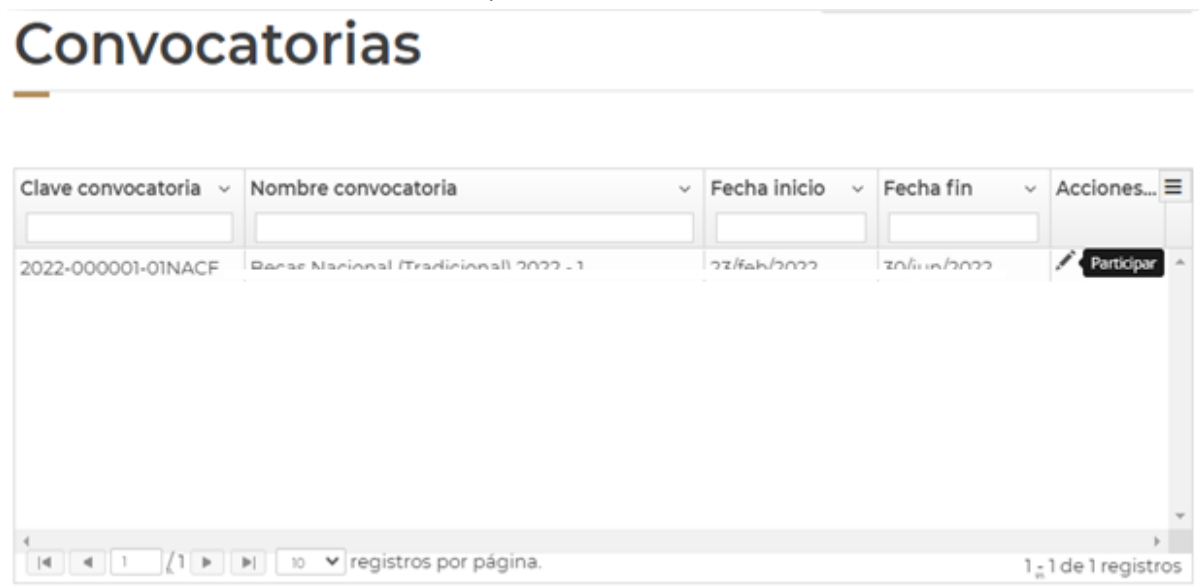 Convocatorias
Clave convocatoria Nombre convocatoria Fecha inicio Fecha fin Acciones...
2022-000001-01NACF Becas Nacional (Tradicional) 2022 - 1 23/feb/2022 30/jun/2022 Participar
1 /1 10 registros por página.
1 - 1 de 1 registros